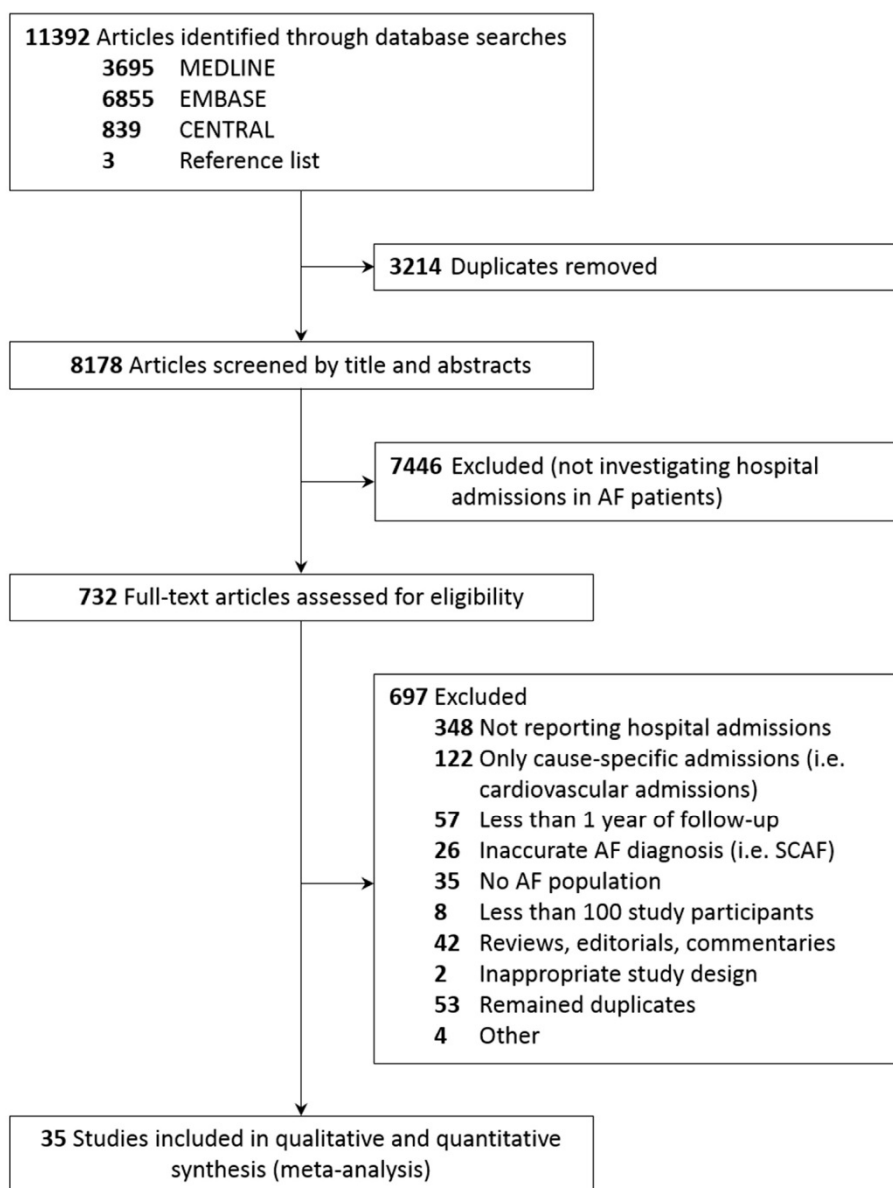 11392 Articles identified through database searches
3695 MEDLINE
6855 EMBASE
839 CENTRAL
3 Reference list
3214 Duplicates removed
8178 Articles screened by title and abstracts
7446 Excluded (not investigating hospital
admissions in AF patients)
732 Full-text articles assessed for eligibility
697 Excluded
348 Not reporting hospital admissions
122 Only cause-specific admissions (i.e.
cardiovascular admissions)
57 Less than 1 year of follow-up
26 Inaccurate AF diagnosis (i.e. SCAF)
35 No AF population
8 Less than 100 study participants
42 Reviews, editorials, commentaries
2 Inappropriate study design
53 Remained duplicates
4 Other
35 Studies included in qualitative and quantitative
synthesis (meta-analysis)